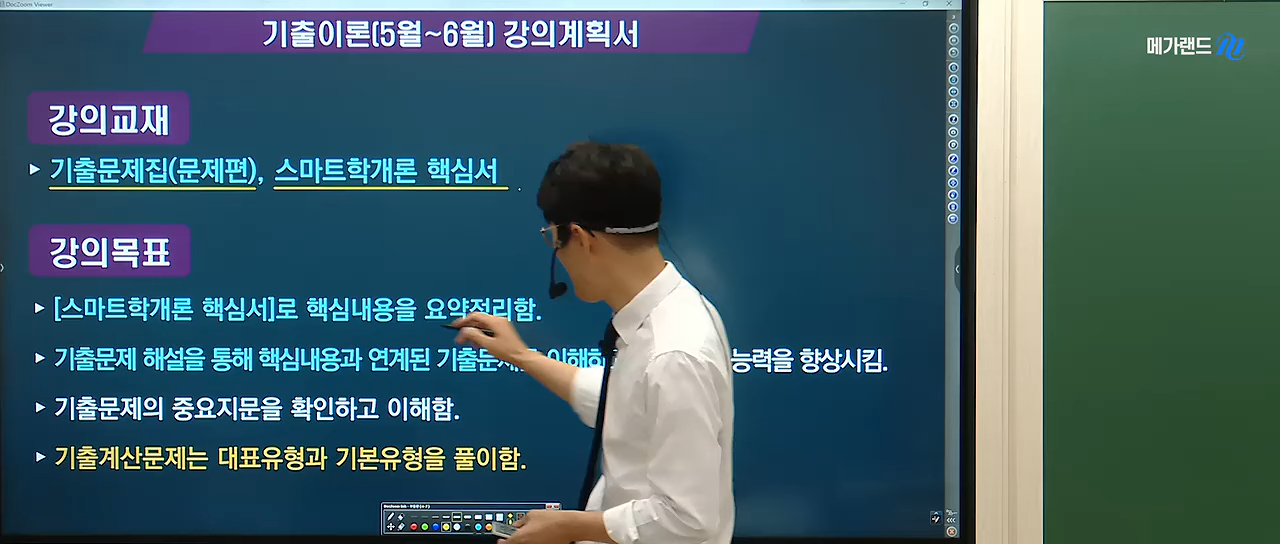 DocZoom Viewer
기출이론(5월~6월) 강의계획서
메가랜드
강의교재
기출문제집(문제편), 스마트학개론 핵심서
강의목표
[스마트학개론 핵심서]로 핵심내용을 요약정리함.
기출문제 해설을 통해 핵심내용과 연계된 기출문제를 이해하 능력을 향상시킴.
기출문제의 중요지문을 확인하고 이해함.
기출계산문제는 대표유형과 기본유형을 풀이함.